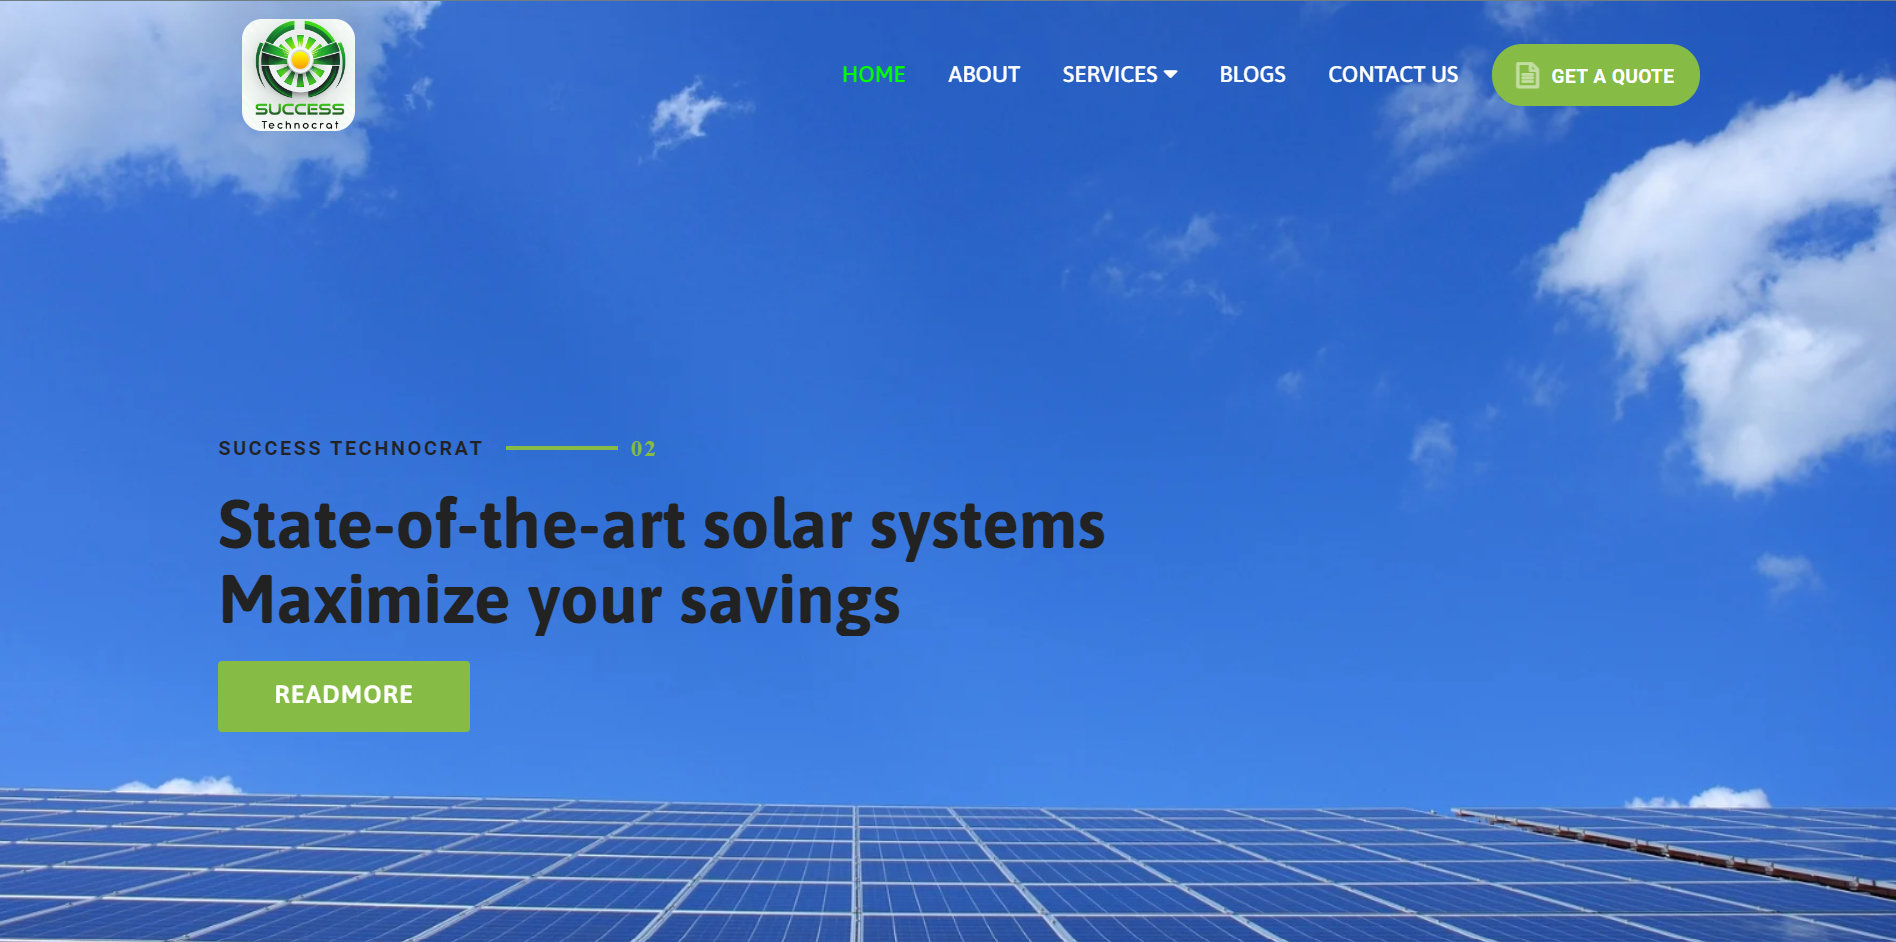 SUCCESS
Technocrat
HOME
ABOUT
SERVICES
BLOGS
CONTACT US
GET A QUOTE
SUCCESS TECHNOCRAT
02
State-of-the-art solar systems
Maximize your savings
READMORE